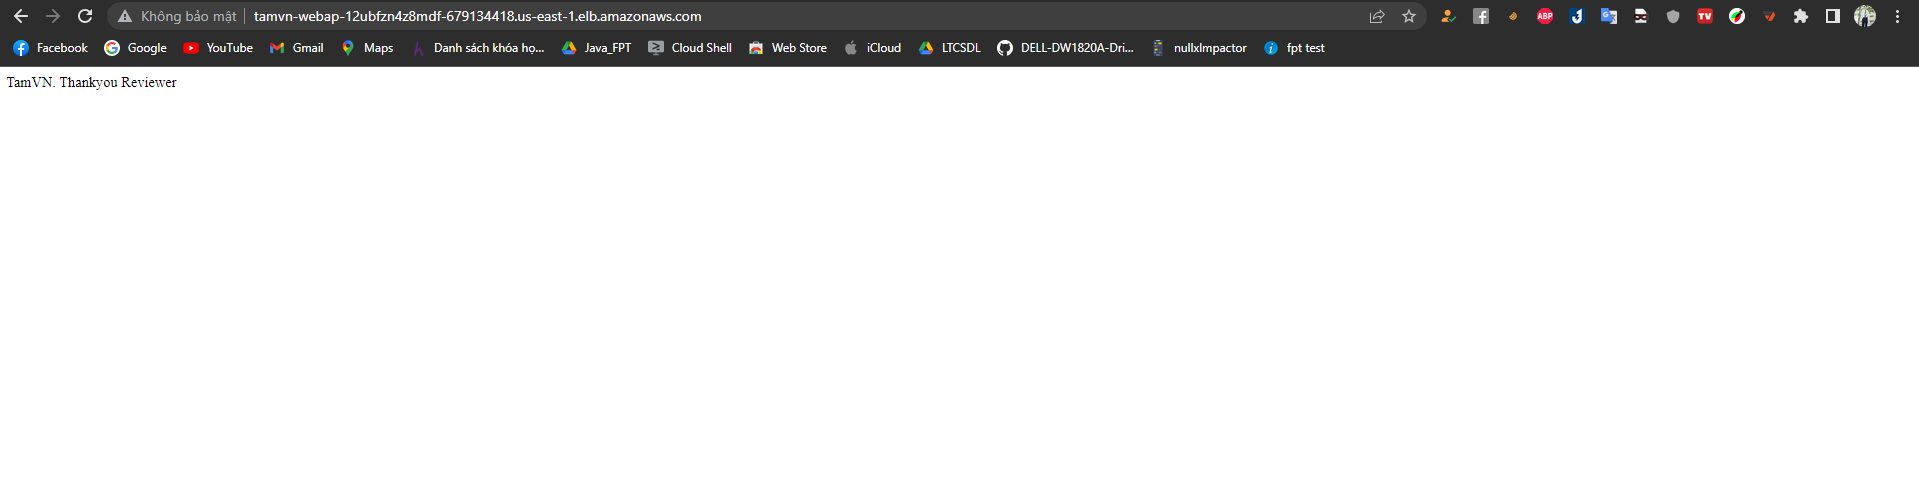 Không bảo mật tamvn-webap-12ubfzn4z8mdf-679134418.us-east-1.elb.amazonaws.com ABP TV
Facebook Google YouTube Gmail Maps Danh sách khóa họ... Java_FPT Cloud Shell Web Store iCloud LTCSDL DELL-DW1820A-Dri... nullxImpactor fpt test
TamVN. Thankyou Reviewer